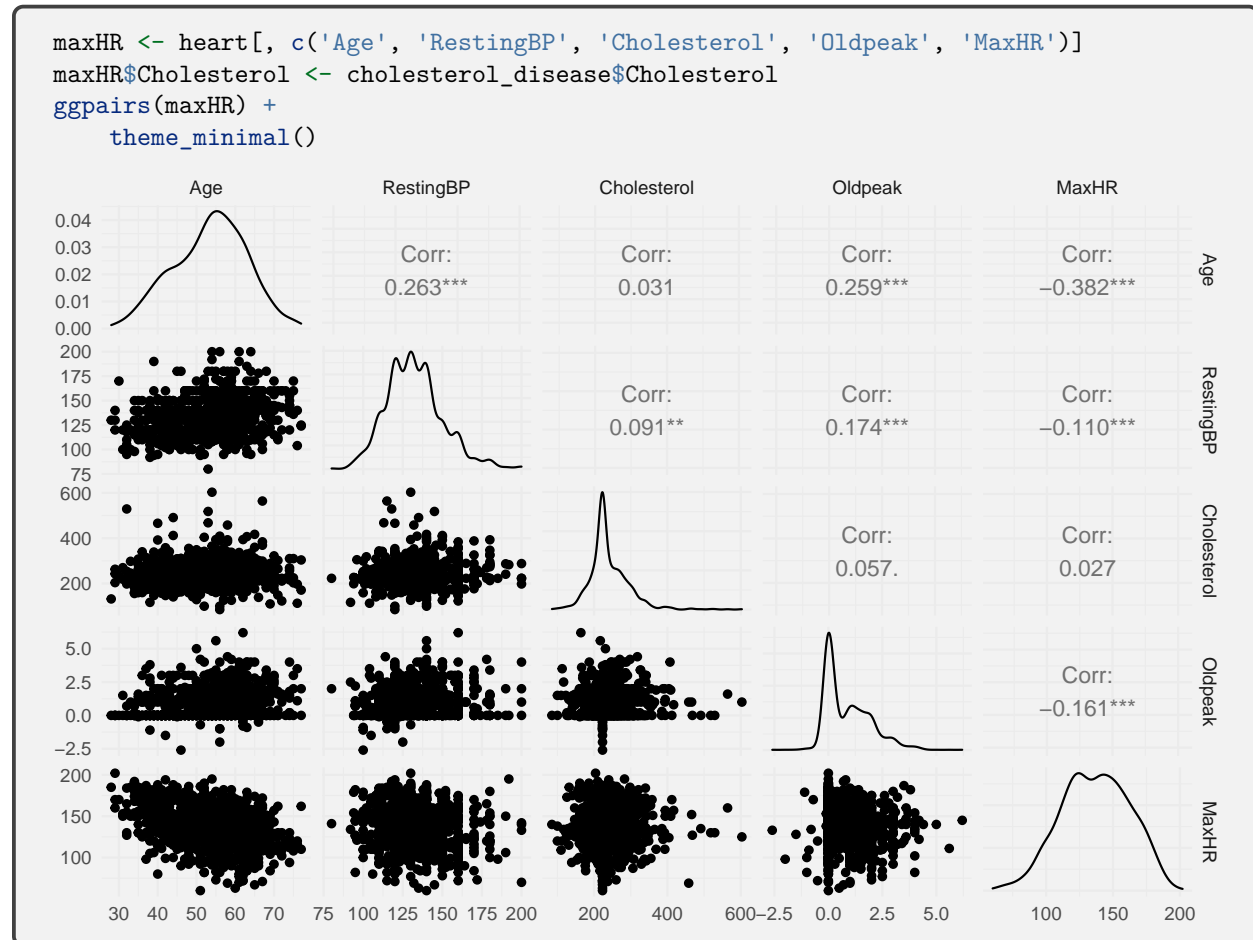 maxHR <- heart[, c('Age', 'RestingBP', 'Cholesterol', 'Oldpeak', 'MaxHR')]
maxHR$Cholesterol <- cholesterol_disease$Cholesterol
ggpairs(maxHR) +
    theme_minimal()
Age RestingBP Cholesterol Oldpeak MaxHR
0.04
0.03
0.02
0.01
0.00
Corr:
0.263***
Corr:
0.031
Corr:
0.259***
Corr:
−0.382***
Age
200
175
150
125
100
75
Corr:
0.091**
Corr:
0.174***
Corr:
−0.110***
RestingBP
600
400
200
Corr:
0.057.
Corr:
0.027
Cholesterol
5.0
2.5
0.0
−2.5
Corr:
−0.161***
Oldpeak
200
150
100
MaxHR
30 40 50 60 70 75 100 125 150 175 200 200 400 600 −2.5 0.0 2.5 5.0 100 150 200